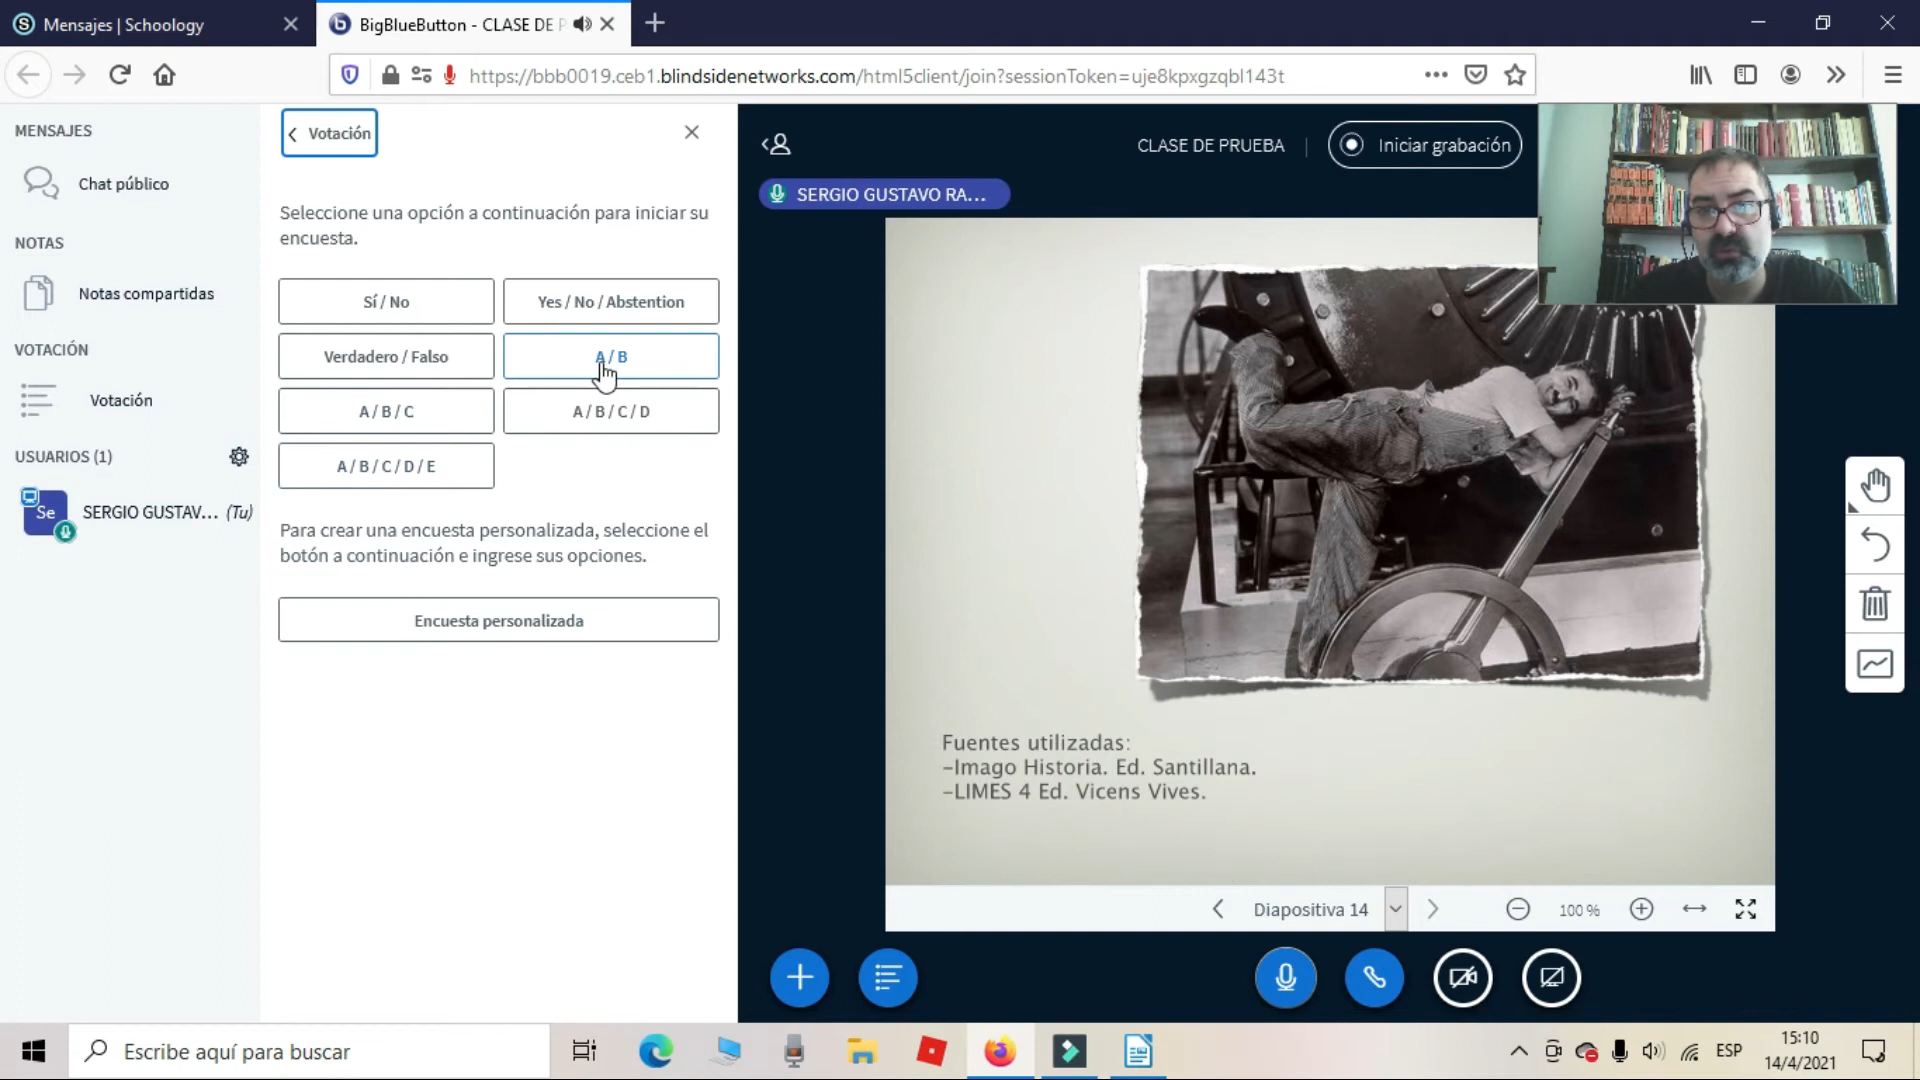 Mensajes | Schoology
BigBlueButton - CLASE DE P
https://bbb0019.ceb1.blindsidenetworks.com/html5client/join?sessionToken=uje8kpxgzqbl143t
MENSAJES
Chat público
NOTAS
Notas compartidas
VOTACIÓN
Votación
USUARIOS (1)
Se
SERGIO GUSTAV... (Tu)
Votación
Seleccione una opción a continuación para iniciar su
encuesta.
Sí / No
Yes / No / Abstention
Verdadero / Falso
A / B
A / B / C
A / B / C / D
A / B / C / D / E
Para crear una encuesta personalizada, seleccione el
botón a continuación e ingrese sus opciones.
Encuesta personalizada
CLASE DE PRUEBA
Iniciar grabación
SERGIO GUSTAVO RA...
Fuentes utilizadas:
-Imago Historia. Ed. Santillana.
-LIMES 4 Ed. Vicens Vives.
Diapositiva 14
100 %
Escribe aquí para buscar
ESP
15:10
14/4/2021